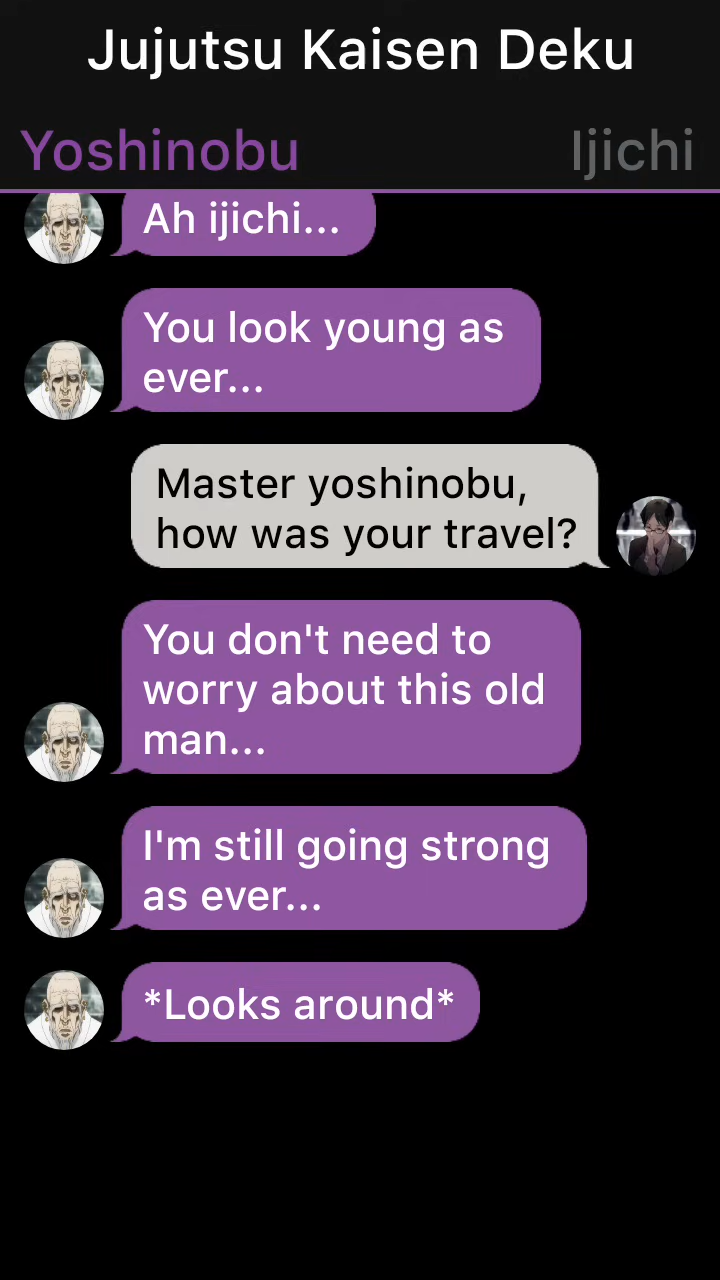 Jujutsu Kaisen Deku
Yoshinobu
Ijichi
Ah ijichi...
You look young as
ever...
Master yoshinobu,
how was your travel?
You don't need to
worry about this old
man...
I'm still going strong
as ever...
*Looks around*